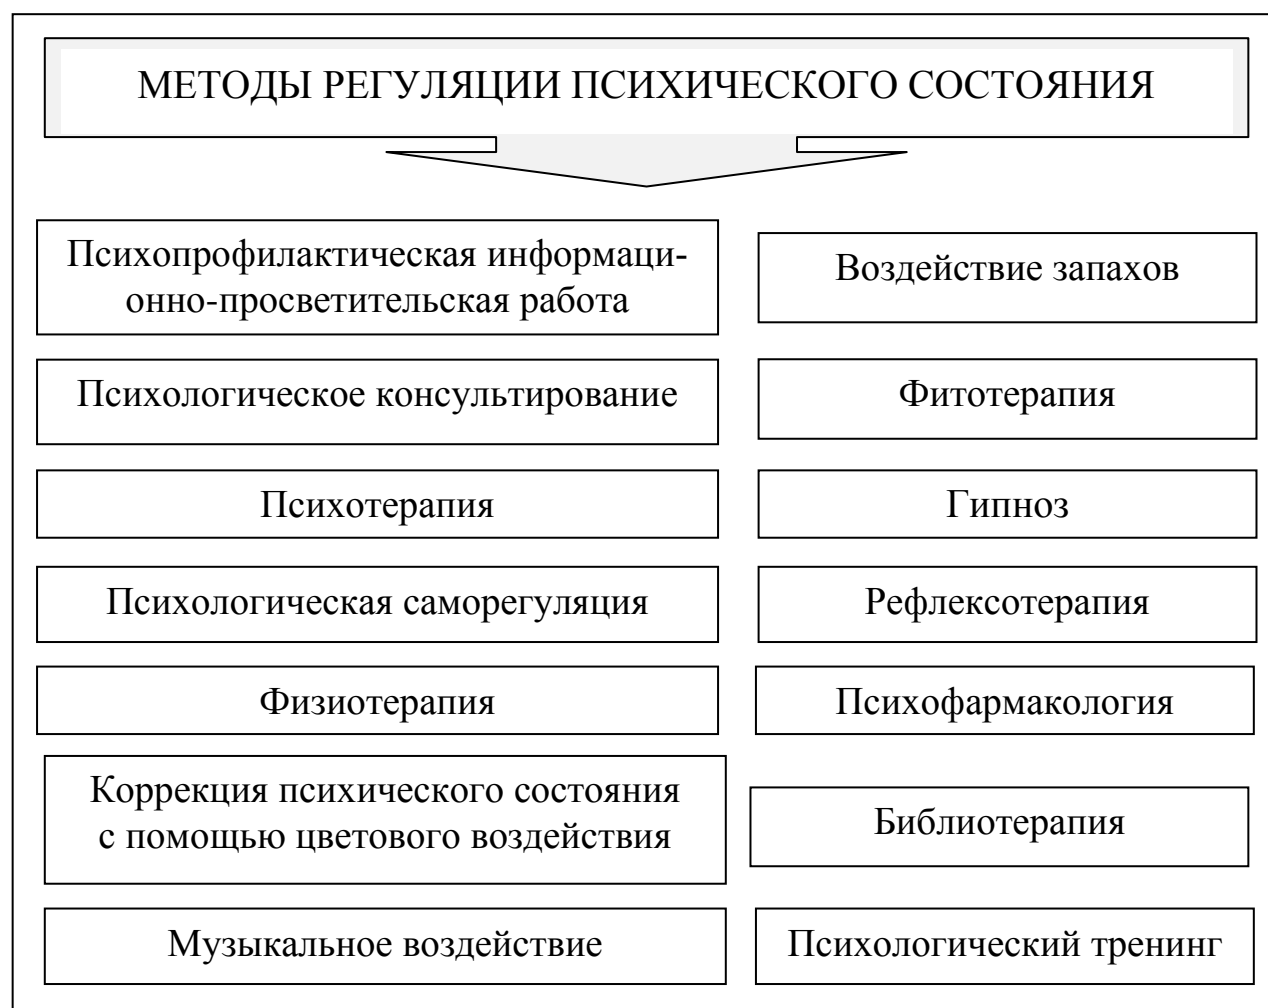 МЕТОДЫ РЕГУЛЯЦИИ ПСИХИЧЕСКОГО СОСТОЯНИЯ
Психопрофилактическая информаци-
онно-просветительская работа
Воздействие запахов
Психологическое консультирование
Фитотерапия
Психотерапия
Гипноз
Психологическая саморегуляция
Рефлексотерапия
Физиотерапия
Психофармакология
Коррекция психического состояния
с помощью цветового воздействия
Библиотерапия
Музыкальное воздействие
Психологический тренинг